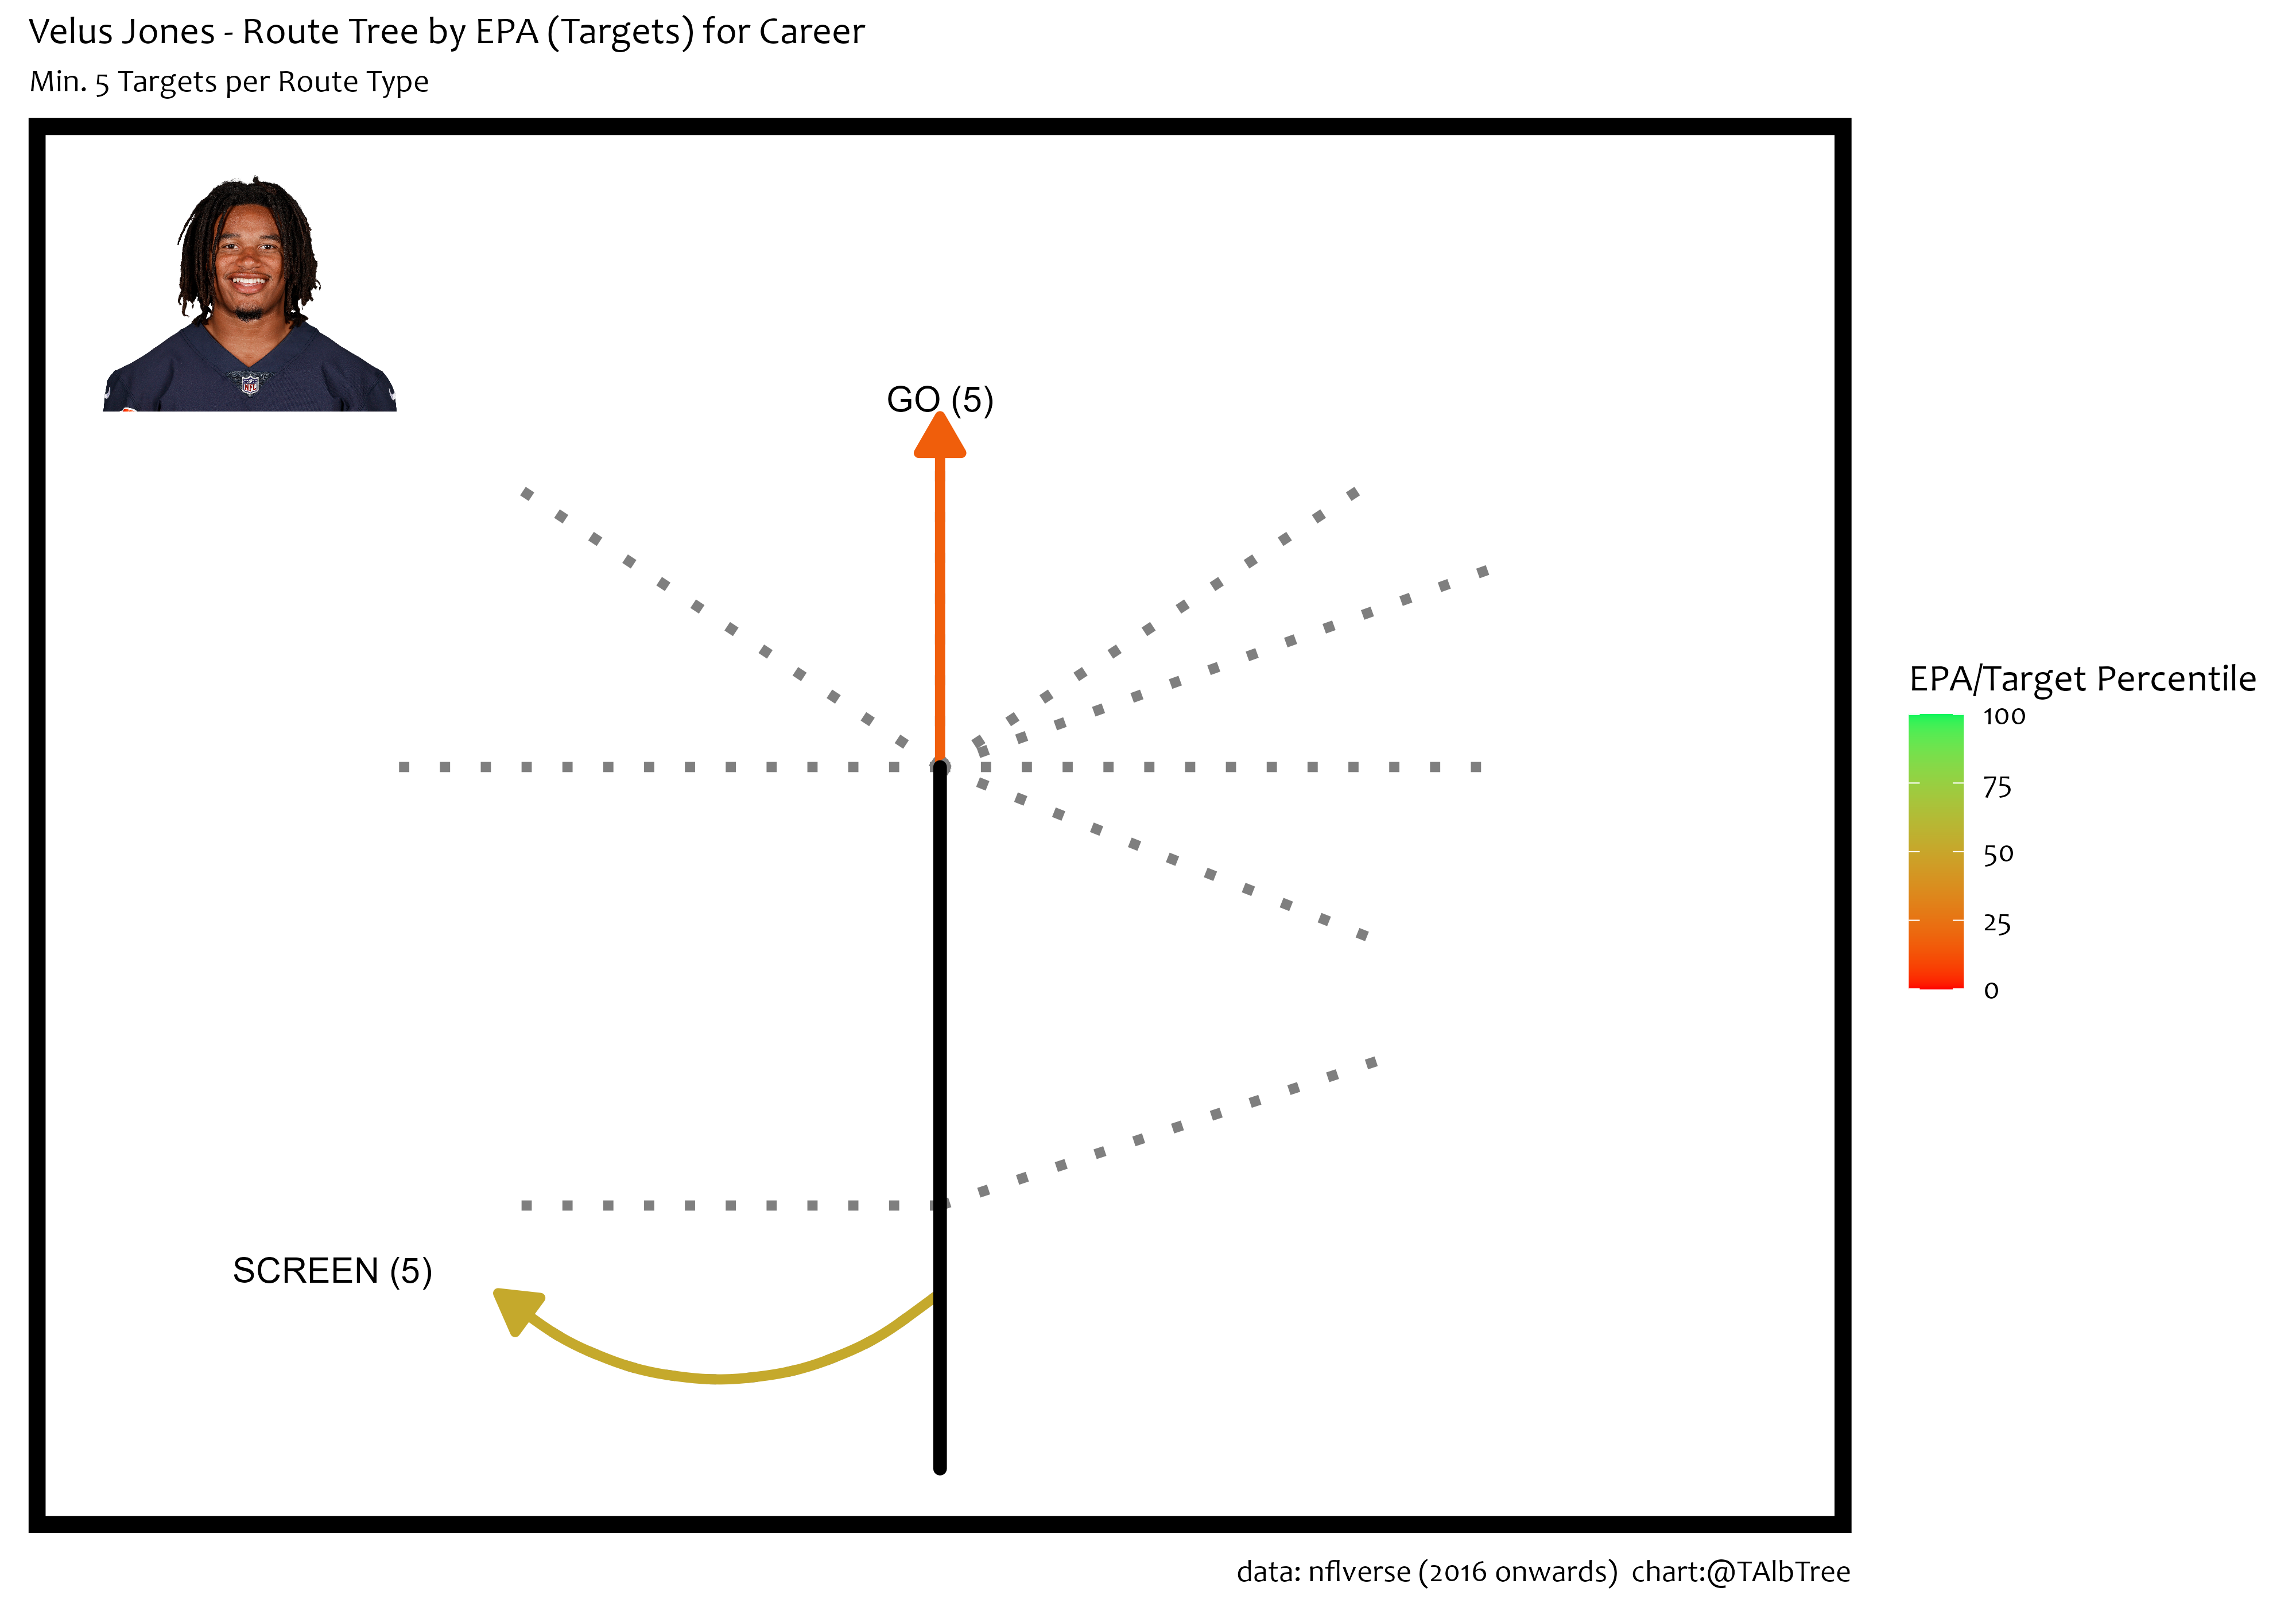 Velus Jones - Route Tree by EPA (Targets) for Career
Min. 5 Targets per Route Type
NFL
GO (5)
SCREEN (5)
EPA/Target Percentile
100
75
50
25
0
data: nflverse (2016 onwards)  chart:@TAlbTree